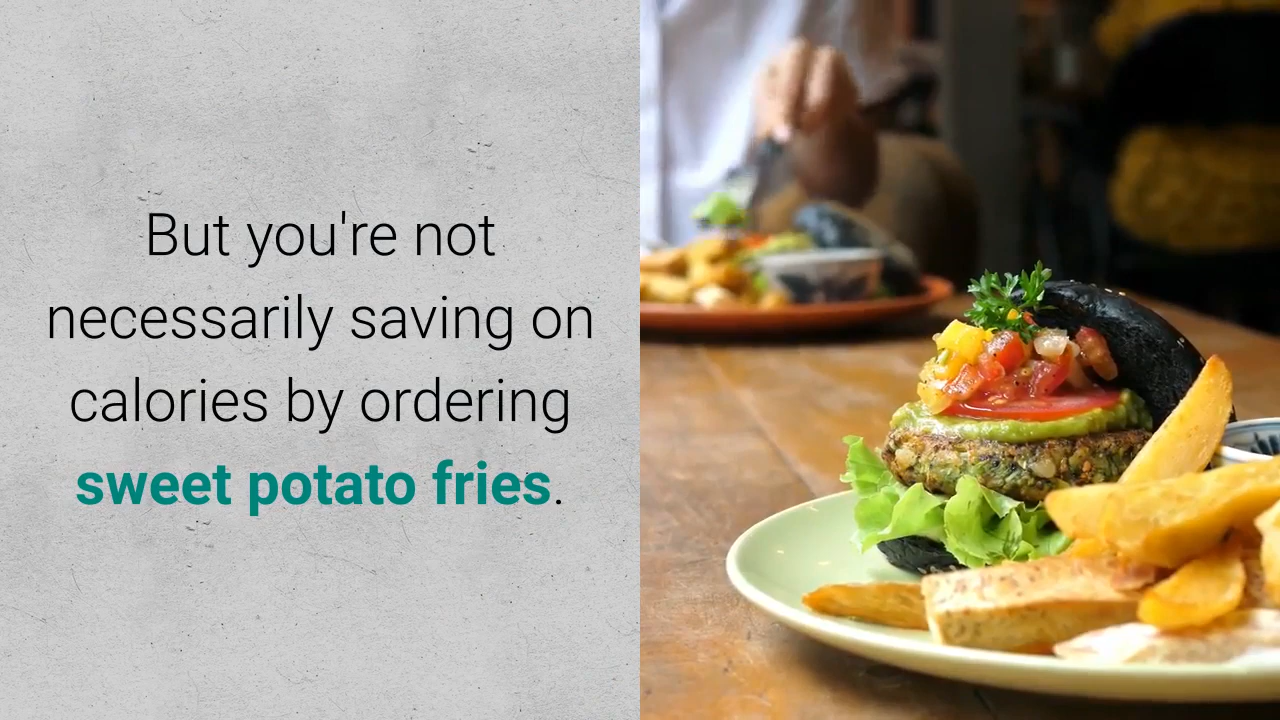 But you're not
necessarily saving on
calories by ordering
sweet potato fries.